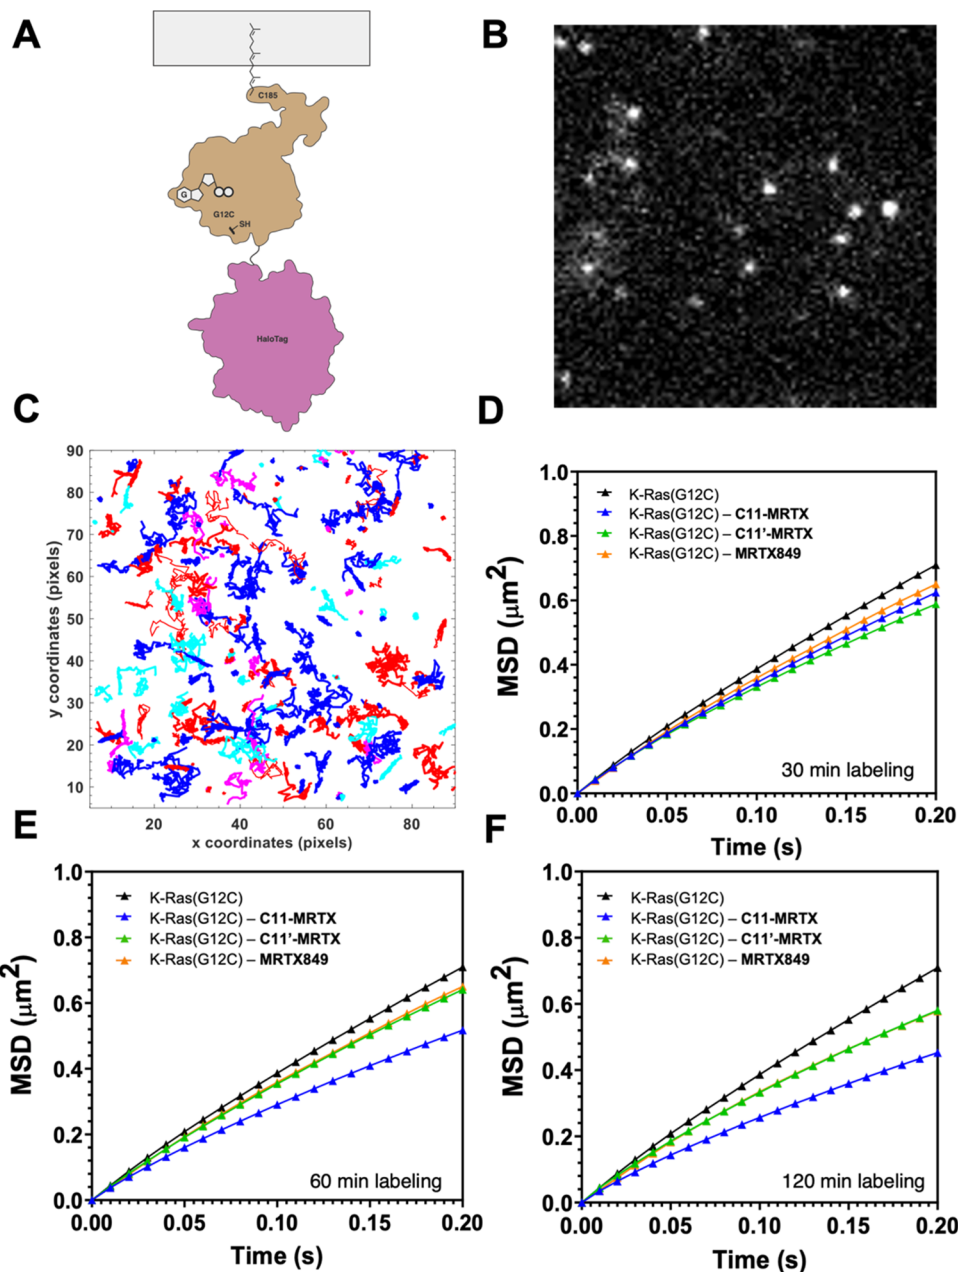 A
C185
G
G12C
SH
HaloTag
B
C
90
80
70
60
50
40
30
20
10
20
40
60
80
y coordinates (pixels)
x coordinates (pixels)
D
1.0
0.8
0.6
0.4
0.2
0.0
0.00
0.05
0.10
0.15
0.20
MSD (μm²)
Time (s)
K-Ras(G12C)
K-Ras(G12C) – C11-MRTX
K-Ras(G12C) – C11’-MRTX
K-Ras(G12C) – MRTX849
30 min labeling
E
1.0
0.8
0.6
0.4
0.2
0.0
0.00
0.05
0.10
0.15
0.20
MSD (μm²)
Time (s)
K-Ras(G12C)
K-Ras(G12C) – C11-MRTX
K-Ras(G12C) – C11’-MRTX
K-Ras(G12C) – MRTX849
60 min labeling
F
1.0
0.8
0.6
0.4
0.2
0.0
0.00
0.05
0.10
0.15
0.20
MSD (μm²)
Time (s)
K-Ras(G12C)
K-Ras(G12C) – C11-MRTX
K-Ras(G12C) – C11’-MRTX
K-Ras(G12C) – MRTX849
120 min labeling